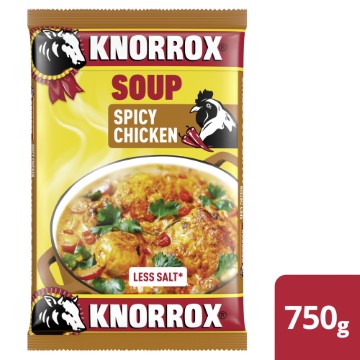 KNORROX
SOUP
SPICY
CHICKEN
LESS SALT*
KNORROX
750g